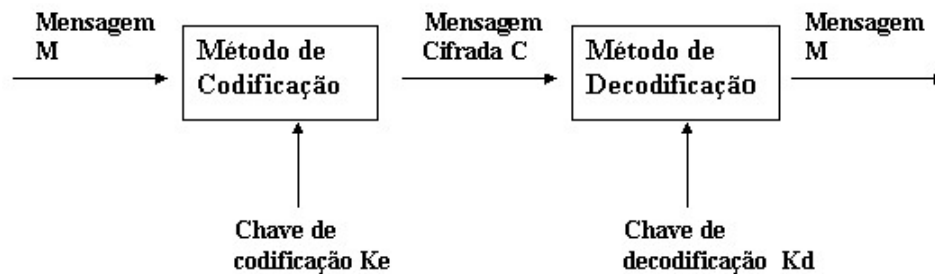 Mensagem
M
Método de
Codificação
Mensagem
Cifrada C
Método de
Decodificação
Mensagem
M
Chave de
codificação Ke
Chave de
decodificação Kd